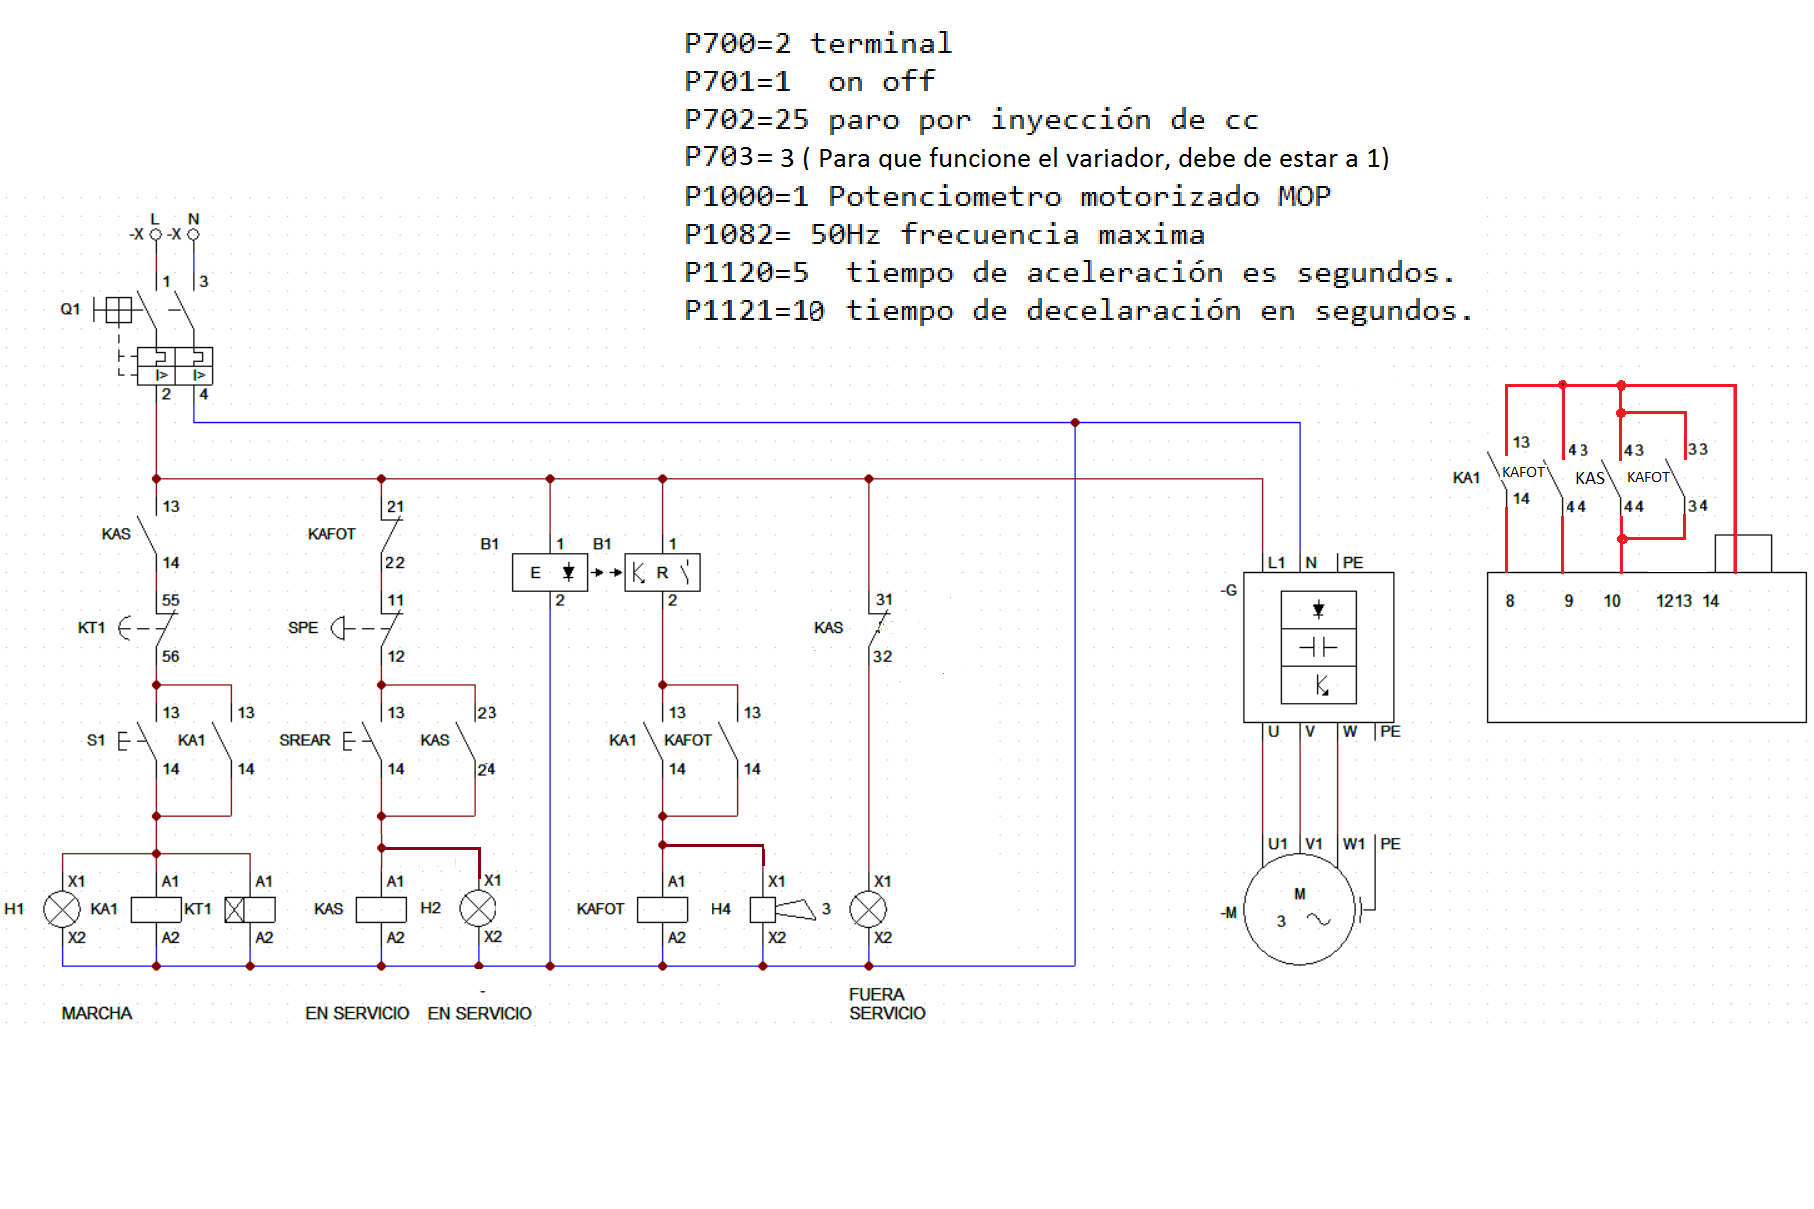 P700=2 terminal
P701=1 on off
P702=25 paro por inyección de cc
P703= 3 ( Para que funcione el variador, debe de estar a 1)
P1000=1 Potenciometro motorizado MOP
P1082= 50Hz frecuencia maxima
P1120=5 tiempo de aceleración es segundos.
P1121=10 tiempo de decelaración en segundos.
L N
-X -X
1 3
Q1
I> I>
2 4
13 21
KAS KAFOT
14 22
B1 1 B1 1
E R
2 2
55 11 31
KT1 SPE KAS
56 12 32
13 13 13 23 13 13
S1 KA1 SREAR KAS KA1 KAFOT
14 14 14 24 14 14
X1 A1 A1 A1 X1 A1 X1 X1
H1 KA1 KT1 KAS H2 KAFOT H4 3
X2 A2 A2 A2 X2 A2 X2 X2
MARCHA EN SERVICIO EN SERVICIO FUERA
SERVICIO
L1 N PE
-G
U V W PE
U1 V1 W1 PE
M
-M 3
13 43 43 33
KA1 KAFOT KAS KAFOT
14 44 44 34
8 9 10 1213 14